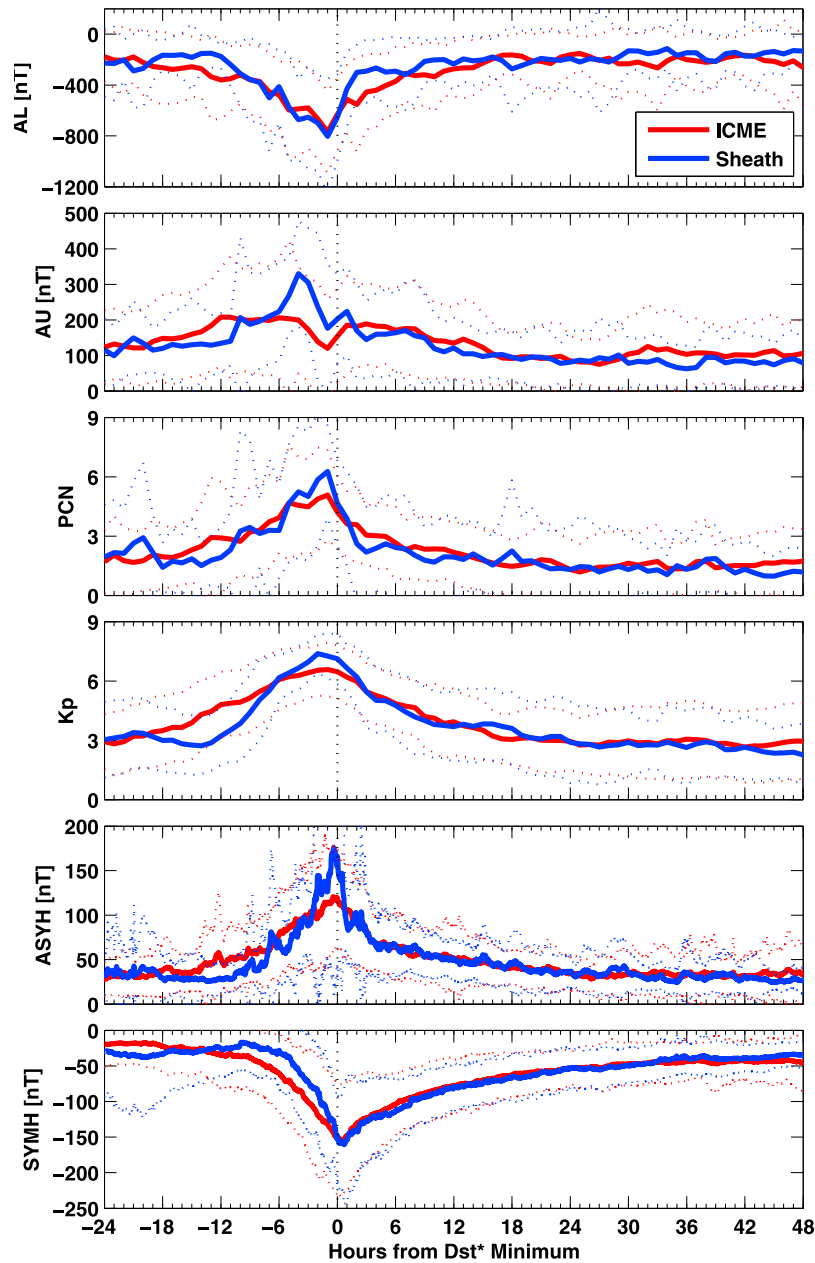 AL [nT]
0
−400
−800
−1200
ICME
Sheath
AU [nT]
500
400
300
200
100
0
PCN
9
6
3
0
Kp
9
6
3
0
ASYH [nT]
200
150
100
50
0
SYMH [nT]
0
−50
−100
−150
−200
−250
−24 −18 −12 −6 0 6 12 18 24 30 36 42 48
Hours from Dst* Minimum